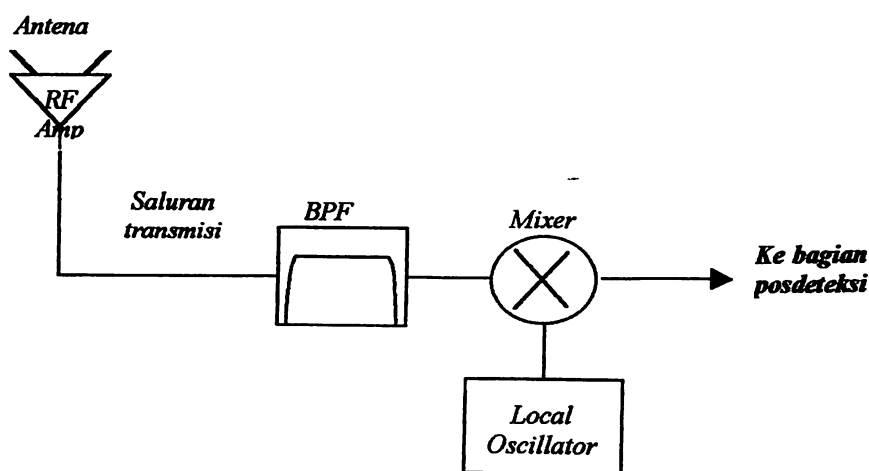 Antena
RF
Amp
Saluran
transmisi
BPF
Mixer
Ke bagian
posdeteksi
Local
Oscillator